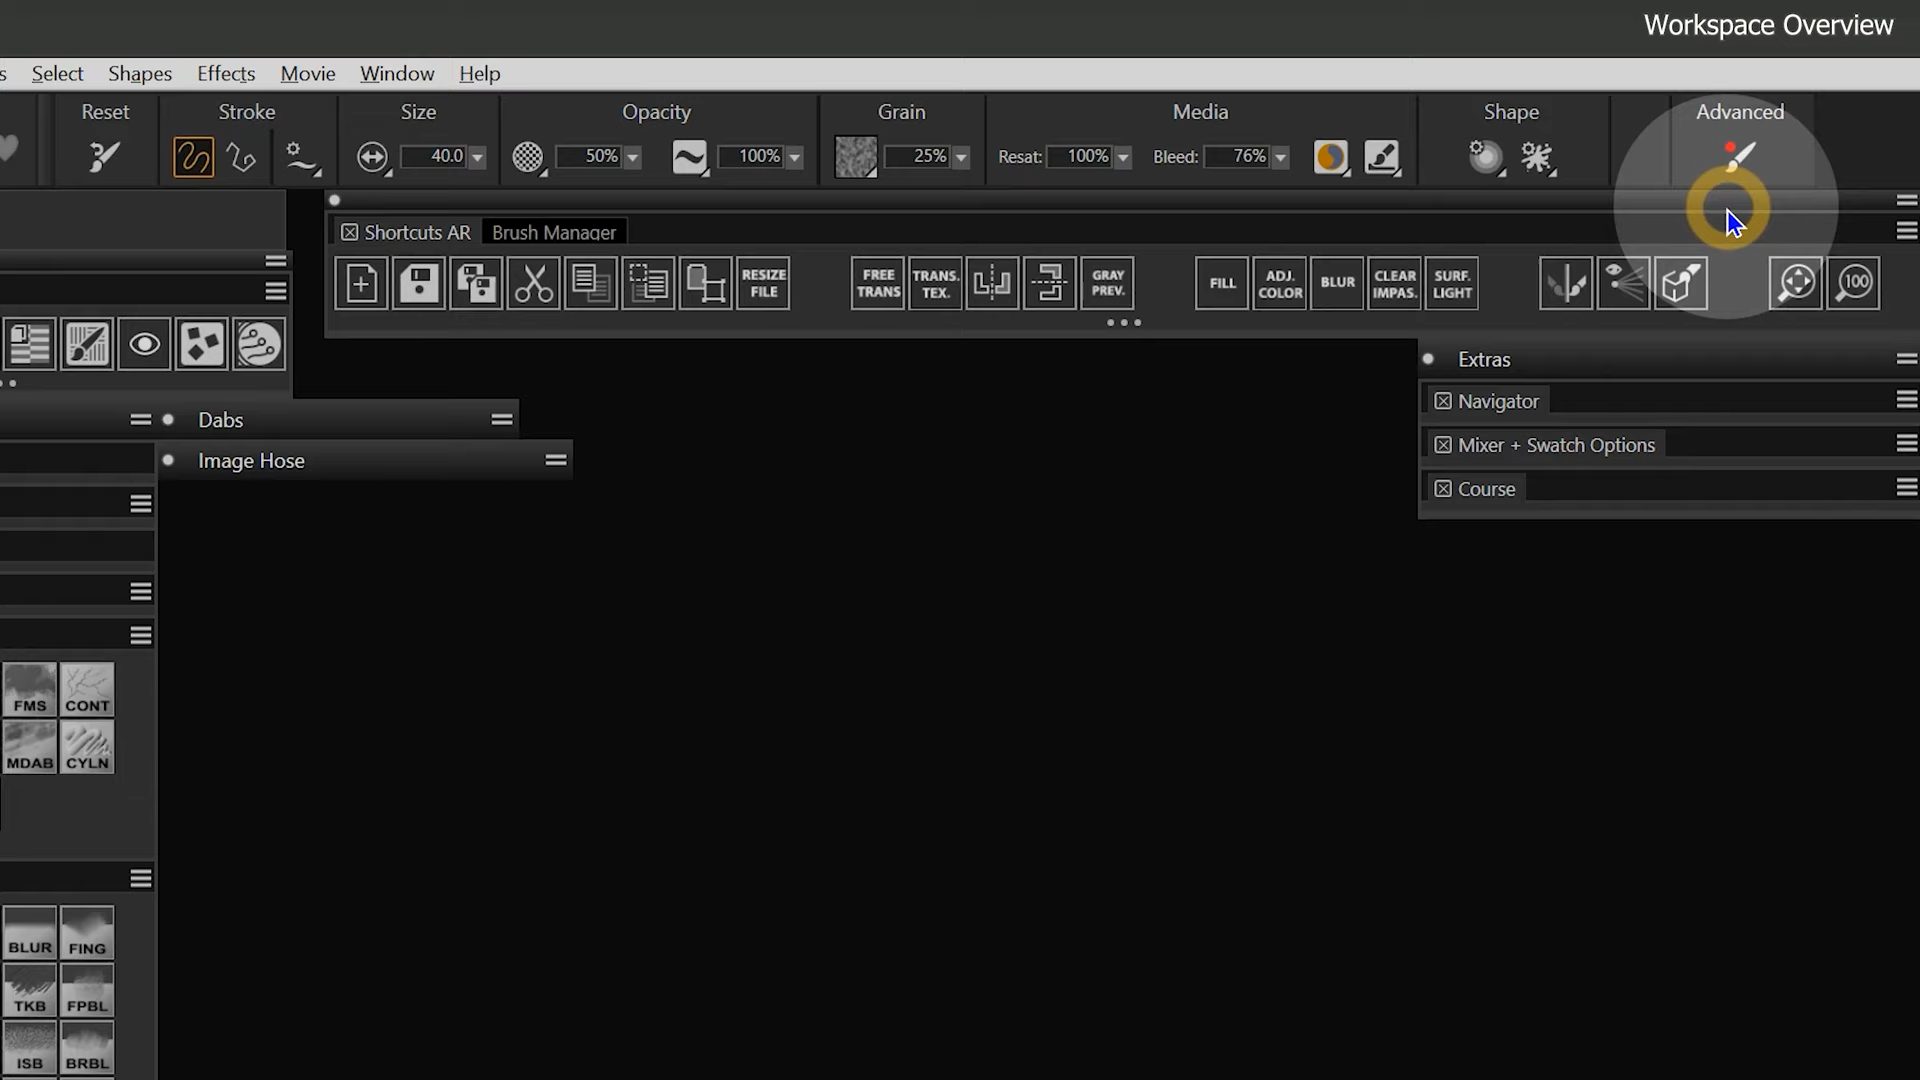 Workspace Overview
s Select Shapes Effects Movie Window Help
Reset Stroke Size Opacity Grain Media Shape Advanced
40.0 50% 100% 25% Resat: 100% Bleed: 76%
Shortcuts AR Brush Manager
RESIZE FILE
FREE TRANS
TRANS. TEX.
GRAY PREV.
FILL
ADJ. COLOR
BLUR
CLEAR IMPAS.
SURF. LIGHT
100
Extras
Navigator
Mixer + Swatch Options
Course
Dabs
Image Hose
FMS CONT
MDAB CYLN
BLUR FING
TKB FPBL
ISB BRBL